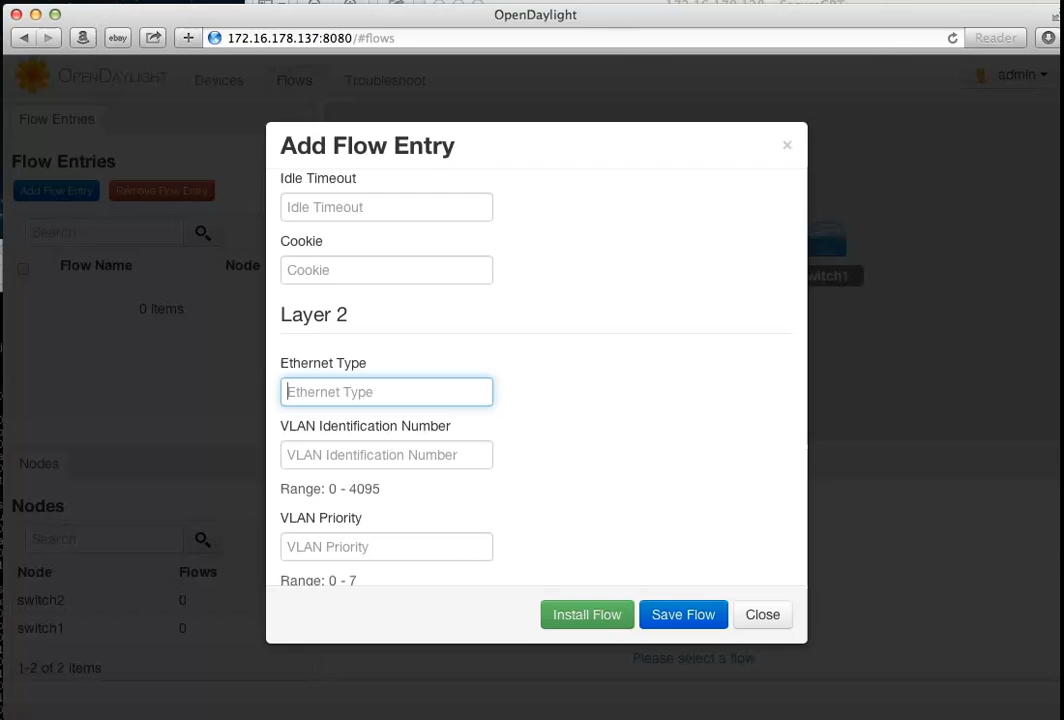 OpenDaylight
ebay
172.16.178.137:8080/#flows
Reader
OPENDAYLIGHT
Devices
Flows
Troubleshoot
admin
Flow Entries
Flow Entries
Add Flow Entry
Remove Flow Entry
Search
Flow Name
Node
0 items
Add Flow Entry
×
Idle Timeout
Idle Timeout
Cookie
Cookie
Layer 2
Ethernet Type
Ethernet Type
VLAN Identification Number
VLAN Identification Number
Range: 0 - 4095
VLAN Priority
VLAN Priority
Range: 0 - 7
Install Flow
Save Flow
Close
witch1
Nodes
Nodes
Search
Node
Flows
switch2
0
switch1
0
1-2 of 2 items
Please select a flow